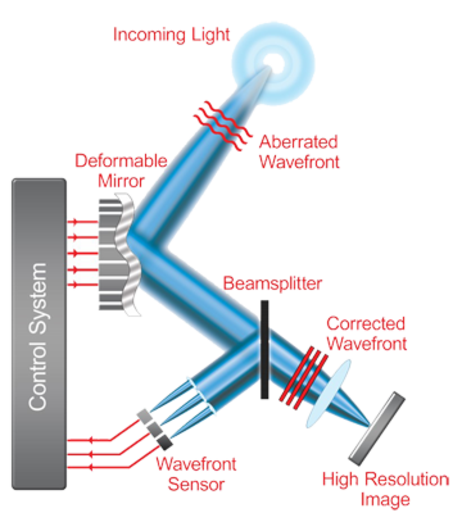 Incoming Light
Aberrated
Wavefront
Deformable
Mirror
Control System
Beamsplitter
Corrected
Wavefront
Wavefront
Sensor
High Resolution
Image